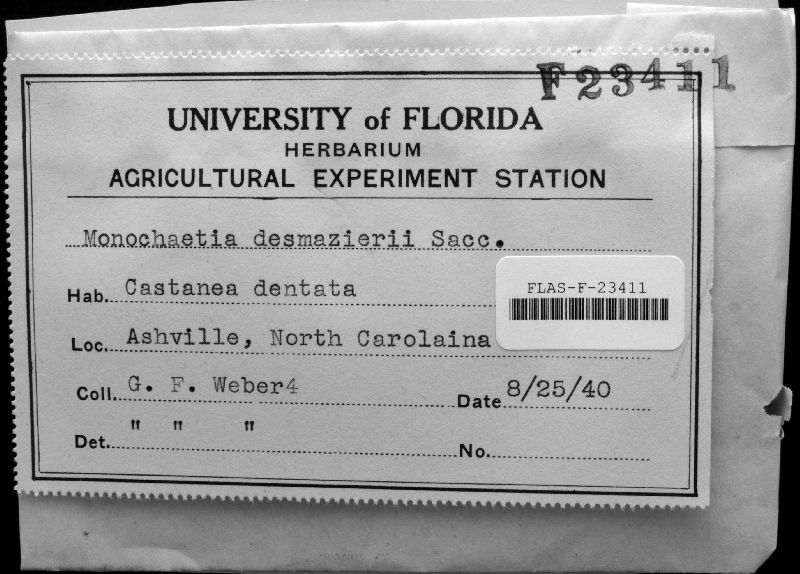 F23411
UNIVERSITY of FLORIDA
HERBARIUM
AGRICULTURAL EXPERIMENT STATION
Monochaetia desmazierii Sacc.
Hab. Castanea dentata
FLAS-F-23411
Loc. Ashville, North Carolaina
Coll. G. F. Weber4 Date 8/25/40
Det. " " " No.